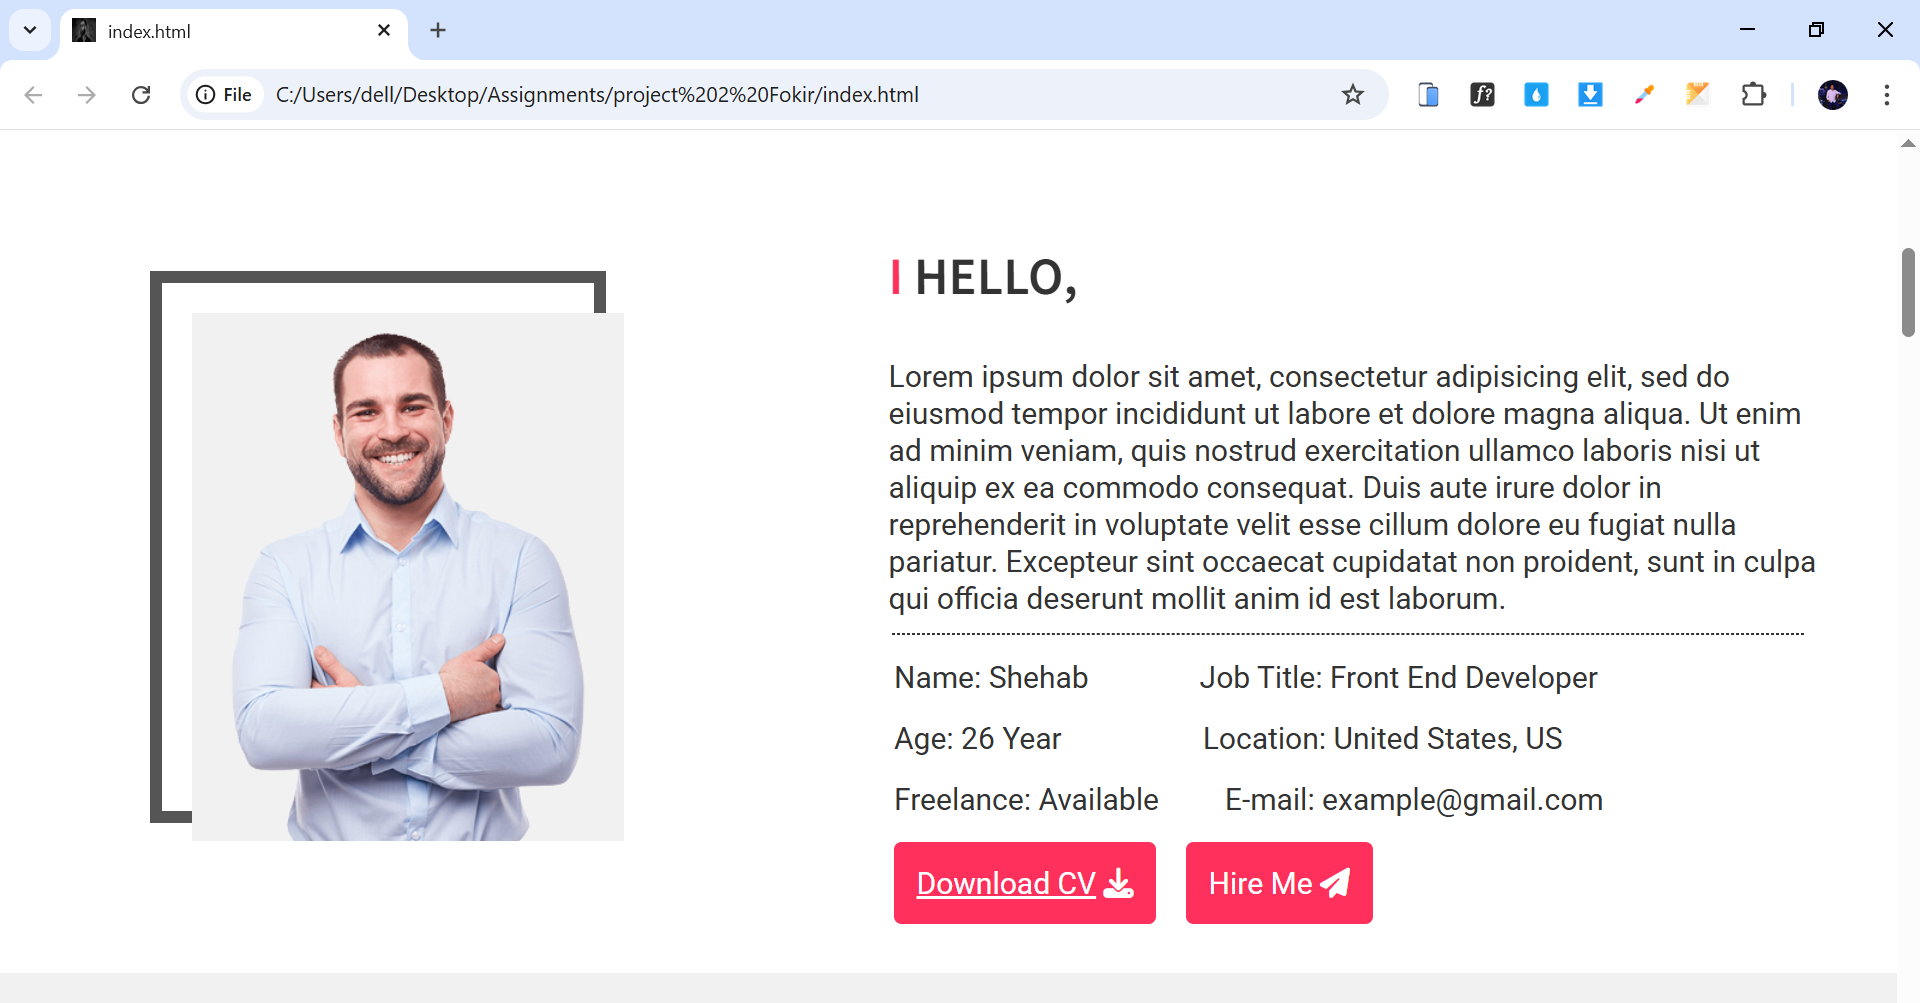 index.html
File C:/Users/dell/Desktop/Assignments/project%202%20Fokir/index.html
f?
I HELLO,
Lorem ipsum dolor sit amet, consectetur adipisicing elit, sed do
eiusmod tempor incididunt ut labore et dolore magna aliqua. Ut enim
ad minim veniam, quis nostrud exercitation ullamco laboris nisi ut
aliquip ex ea commodo consequat. Duis aute irure dolor in
reprehenderit in voluptate velit esse cillum dolore eu fugiat nulla
pariatur. Excepteur sint occaecat cupidatat non proident, sunt in culpa
qui officia deserunt mollit anim id est laborum.
Name: Shehab Job Title: Front End Developer
Age: 26 Year Location: United States, US
Freelance: Available E-mail: example@gmail.com
Download CV Hire Me